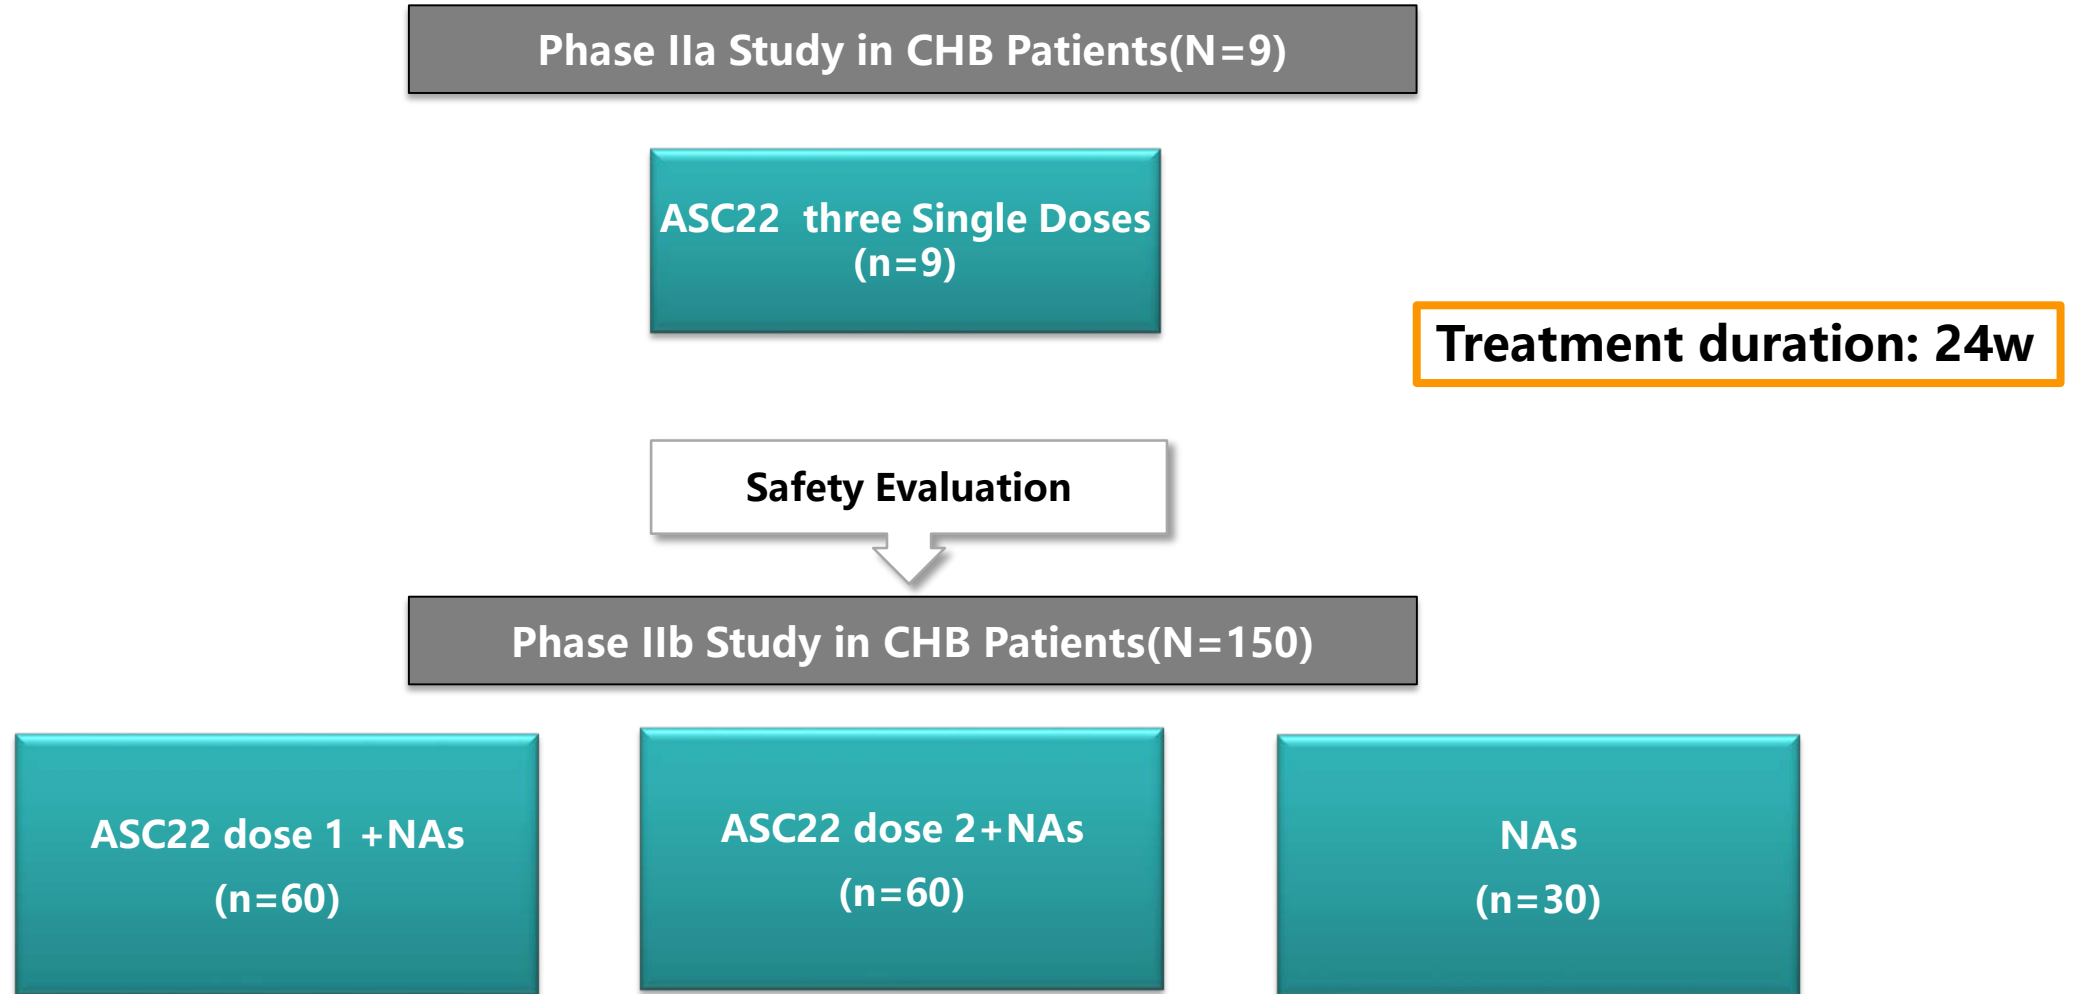 Phase IIa Study in CHB Patients(N=9)
ASC22  three Single Doses
(n=9)
Treatment duration: 24w
Safety Evaluation
Phase IIb Study in CHB Patients(N=150)
ASC22 dose 1 +NAs
(n=60)
ASC22 dose 2+NAs
(n=60)
NAs
(n=30)